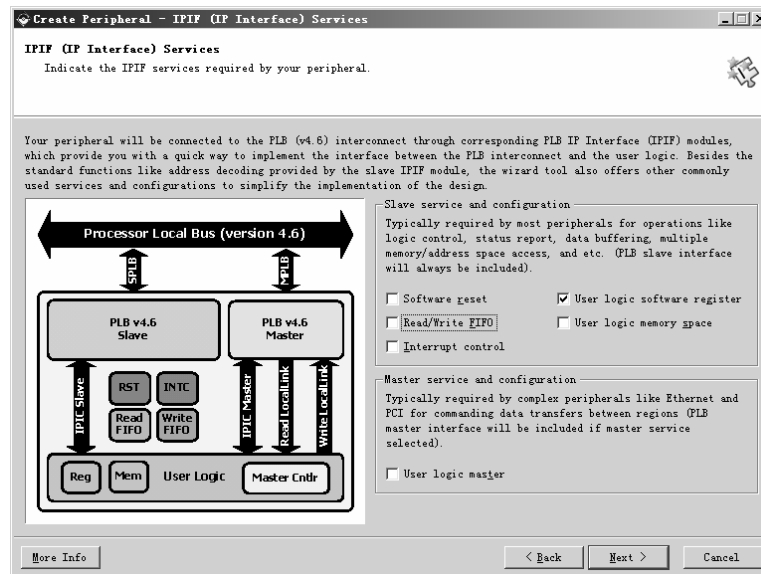 Create Peripheral - IPIF (IP Interface) Services
IPIF (IP Interface) Services
Indicate the IPIF services required by your peripheral.
Your peripheral will be connected to the PLB (v4.6) interconnect through corresponding PLB IP Interface (IPIF) modules,
which provide you with a quick way to implement the interface between the PLB interconnect and the user logic. Besides the
standard functions like address decoding provided by the slave IPIF module, the wizard tool also offers other commonly
used services and configurations to simplify the implementation of the design.
Processor Local Bus (version 4.6)
SPLB
MPLB
PLB v4.6
Slave
PLB v4.6
Master
IPIC Slave
RST
INTC
Read
FIFO
Write
FIFO
IPIC Master
Read LocalLink
Write LocalLink
Reg
Mem
User Logic
Master Cntlr
Slave service and configuration
Typically required by most peripherals for operations like
logic control, status report, data buffering, multiple
memory/address space access, and etc. (PLB slave interface
will always be included).
Software reset
User logic software register
Read/Write FIFO
User logic memory space
Interrupt control
Master service and configuration
Typically required by complex peripherals like Ethernet and
PCI for commanding data transfers between regions (PLB
master interface will be included if master service
selected).
User logic master
More Info
< Back
Next >
Cancel